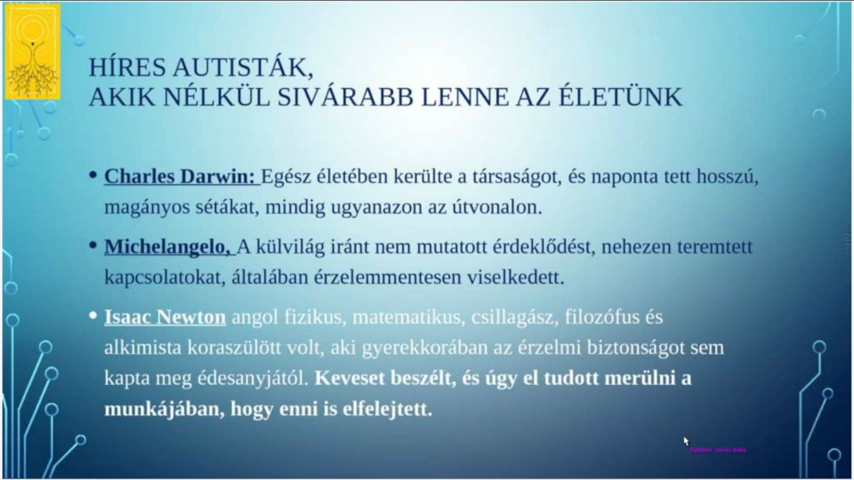 HÍRES AUTISTÁK,
AKIK NÉLKÜL SIVÁRABB LENNE AZ ÉLETÜNK
• Charles Darwin: Egész életében kerülte a társaságot, és naponta tett hosszú,
magányos sétákat, mindig ugyanazon az útvonalon.
• Michelangelo, A külvilág iránt nem mutatott érdeklődést, nehezen teremtett
kapcsolatokat, általában érzelemmentesen viselkedett.
• Isaac Newton angol fizikus, matematikus, csillagász, filozófus és
alkimista koraszülött volt, aki gyerekkorában az érzelmi biztonságot sem
kapta meg édesanyjától. Keveset beszélt, és úgy el tudott merülni a
munkájában, hogy enni is elfelejtett.